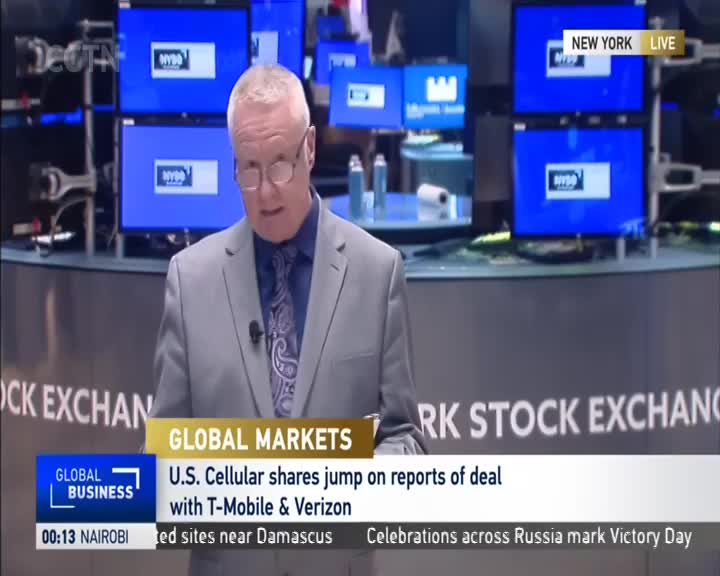 CGTN
NEW YORK LIVE
NYSE
NYSE
NYSE
NYSE
NYSE
OCK EXCHAN
RK STOCK EXCHANG
GLOBAL MARKETS
GLOBAL
BUSINESS
U.S. Cellular shares jump on reports of deal
with T-Mobile & Verizon
00:13 NAIROBI
ted sites near Damascus
Celebrations across Russia mark Victory Day